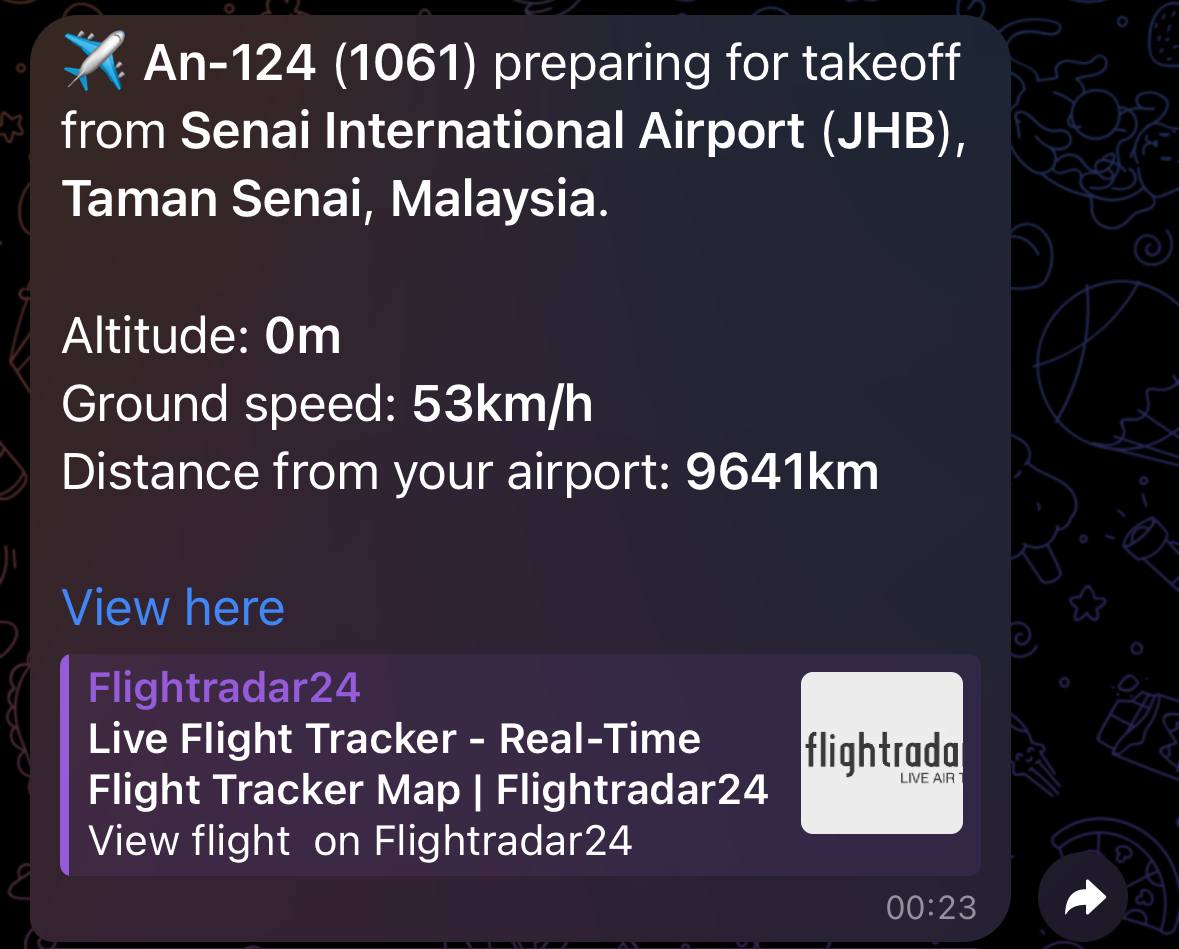 ✈️ An-124 (1061) preparing for takeoff
from Senai International Airport (JHB),
Taman Senai, Malaysia.
Altitude: 0m
Ground speed: 53km/h
Distance from your airport: 9641km
View here
Flightradar24
Live Flight Tracker - Real-Time
Flight Tracker Map | Flightradar24
View flight  on Flightradar24
flightrada
LIVE AIR T
00:23